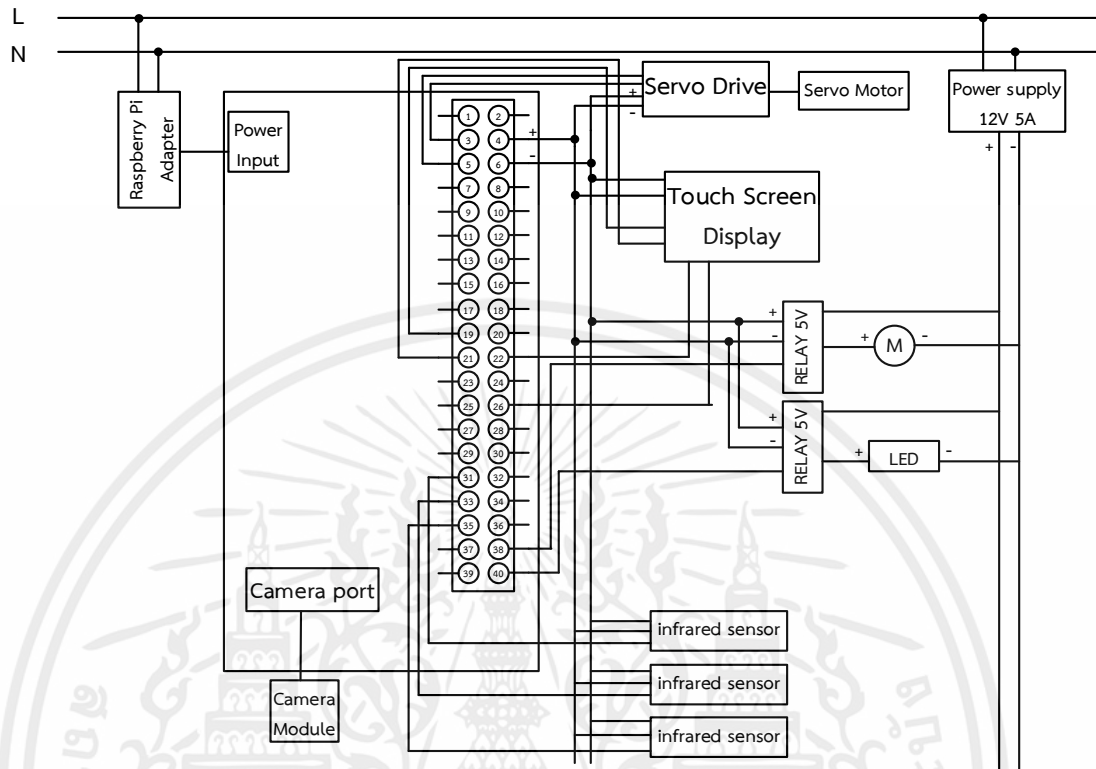 L
N
Raspberry Pi
Adapter
Power
Input
Servo Drive
+
-
Servo Motor
Power supply
12V 5A
+ -
1 2
3 4 +
5 6 -
7 8
9 10
11 12
13 14
15 16
17 18
19 20
21 22
23 24
25 26
27 28
29 30
31 32
33 34
35 36
37 38
39 40
Touch Screen
Display
+
-
RELAY 5V
+ M -
+
-
RELAY 5V
+ LED -
Camera port
Camera
Module
infrared sensor
infrared sensor
infrared sensor